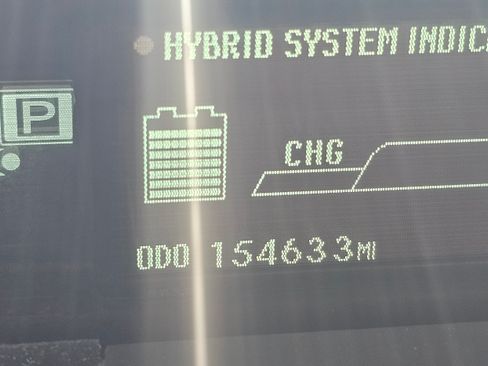 HYBRID SYSTEM INDIC
P
CHG
ODO 154633MI